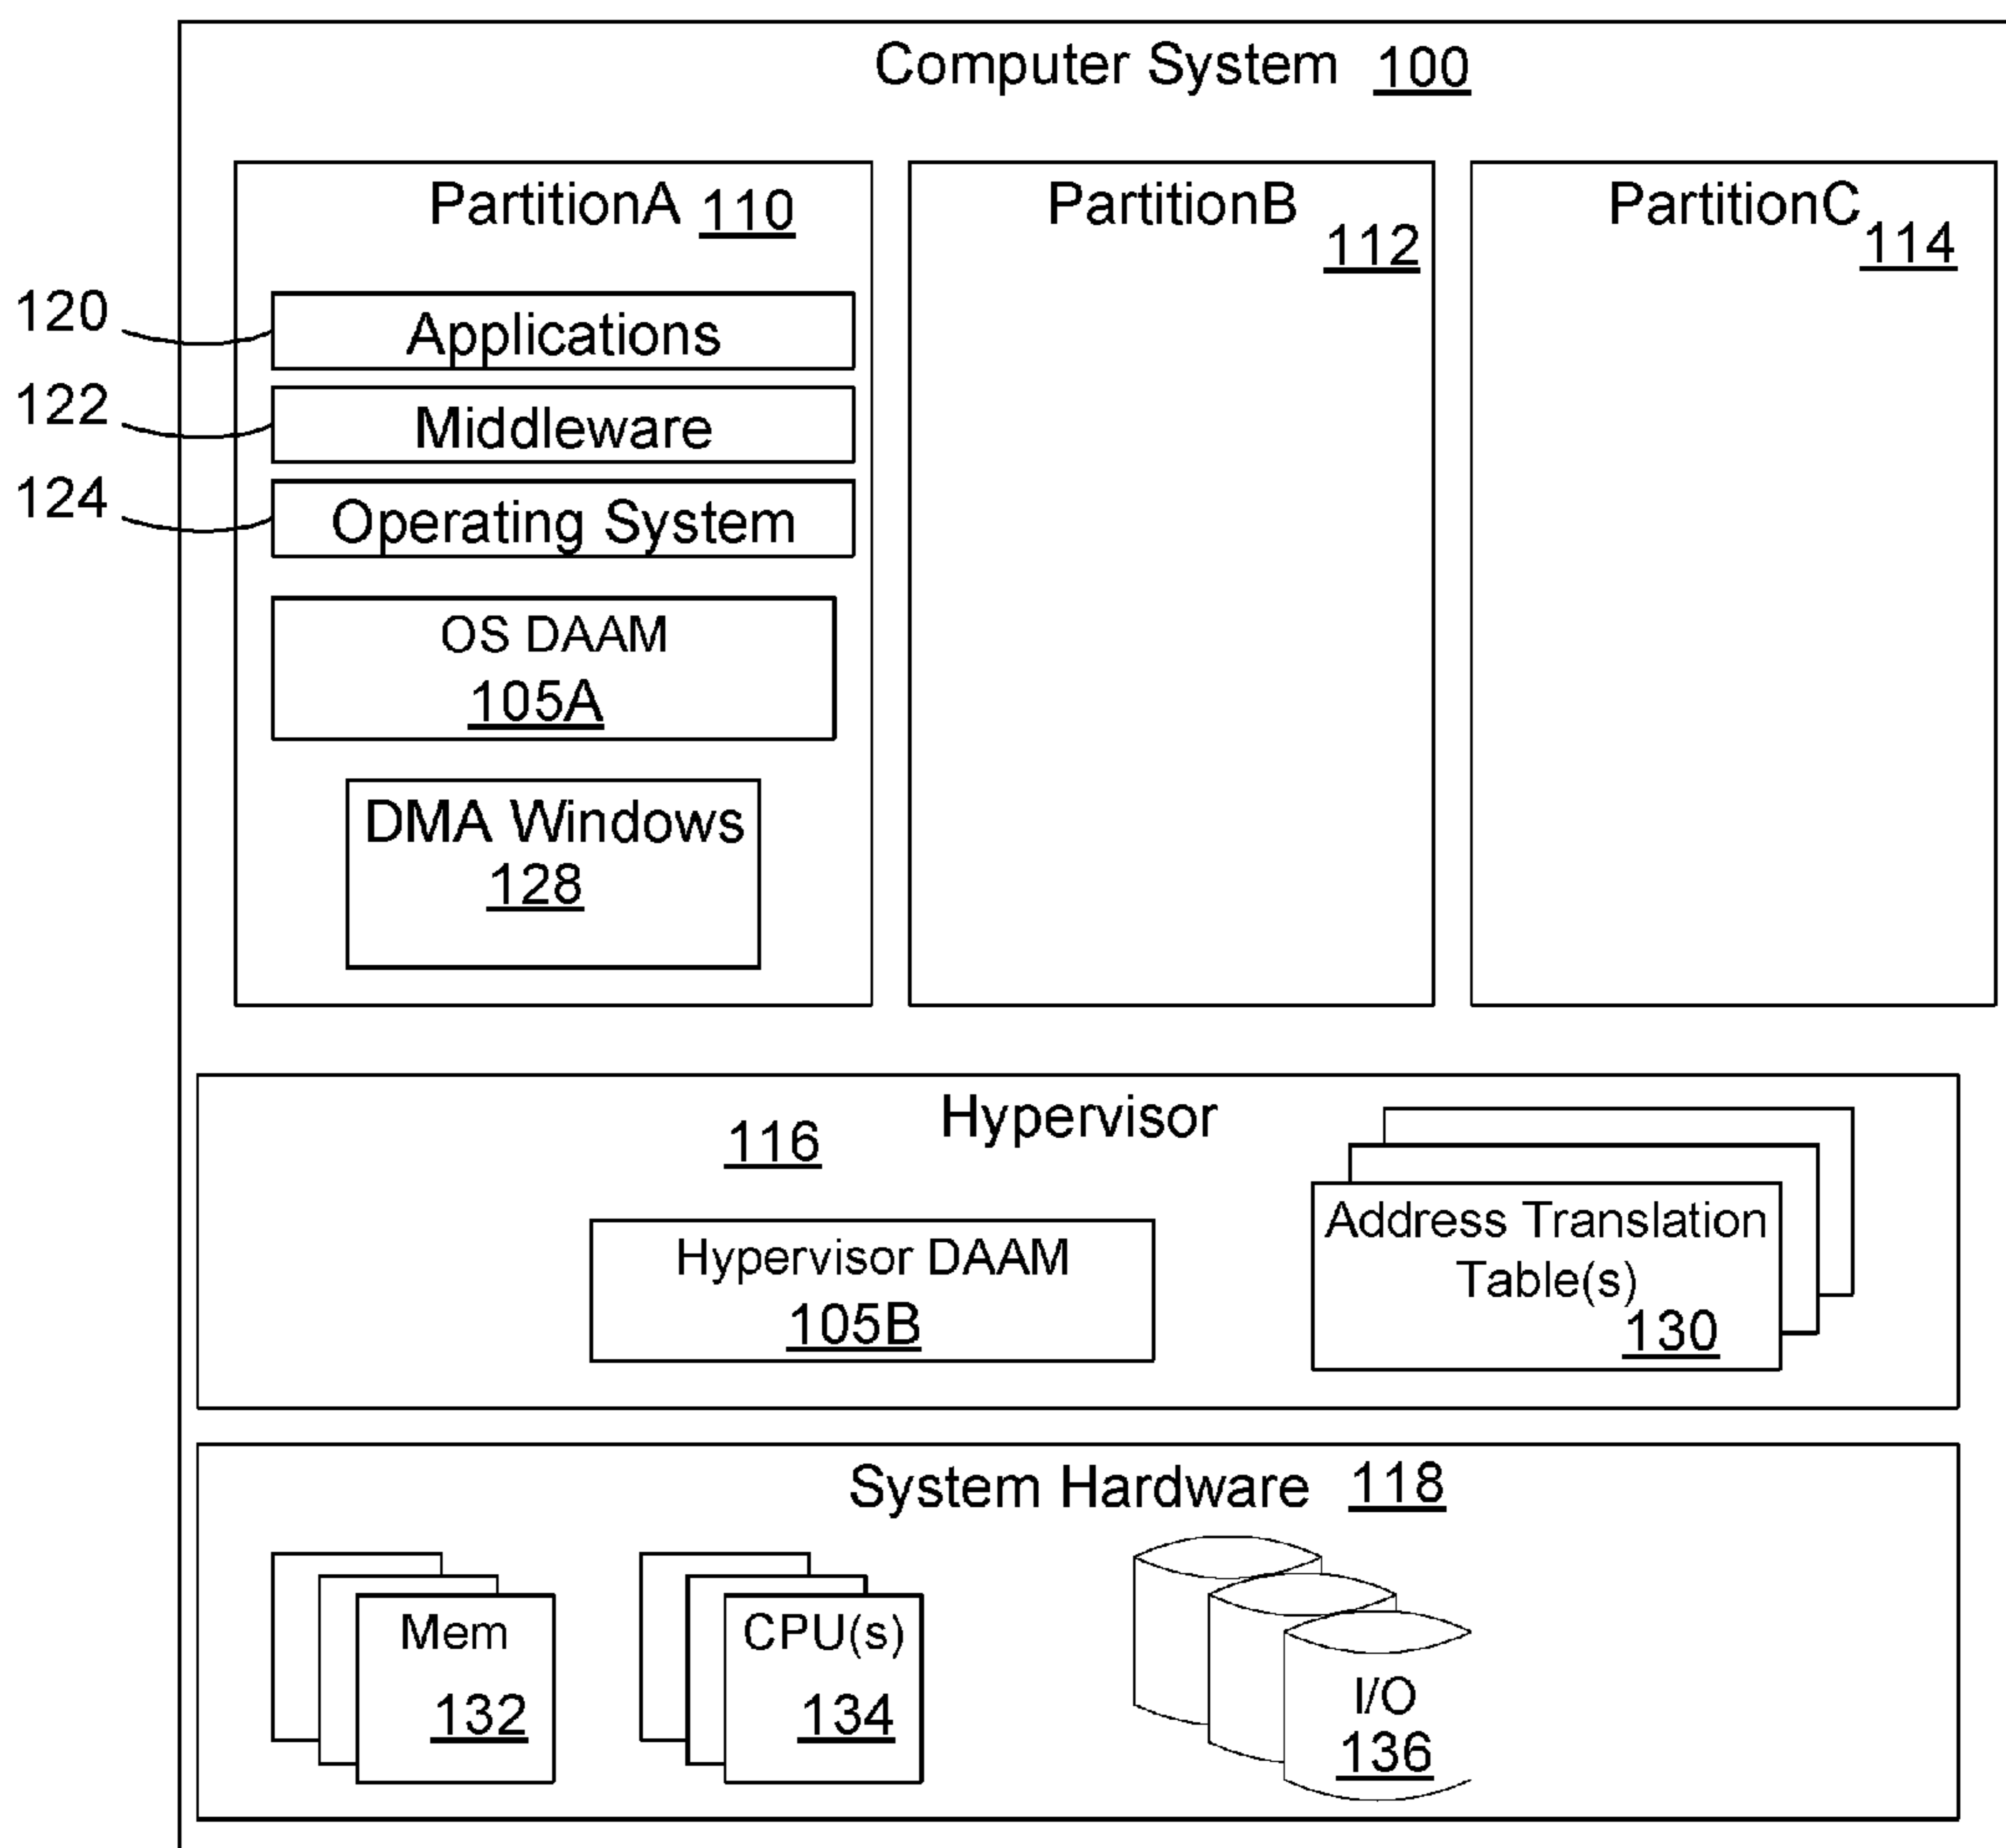 Computer System 100
PartitionA 110
PartitionB
112
PartitionC
114
120
Applications
122
Middleware
124
Operating System
OS DAAM
105A
DMA Windows
128
Hypervisor
116
Hypervisor DAAM
105B
Address Translation
Table(s)
130
System Hardware 118
Mem
132
CPU(s)
134
I/O
136